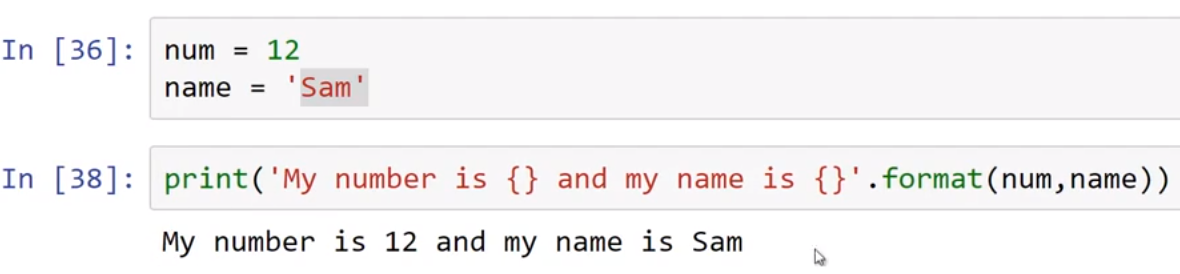 In [36]: num = 12
name = 'Sam'
In [38]: print('My number is {} and my name is {}'.format(num,name))
My number is 12 and my name is Sam